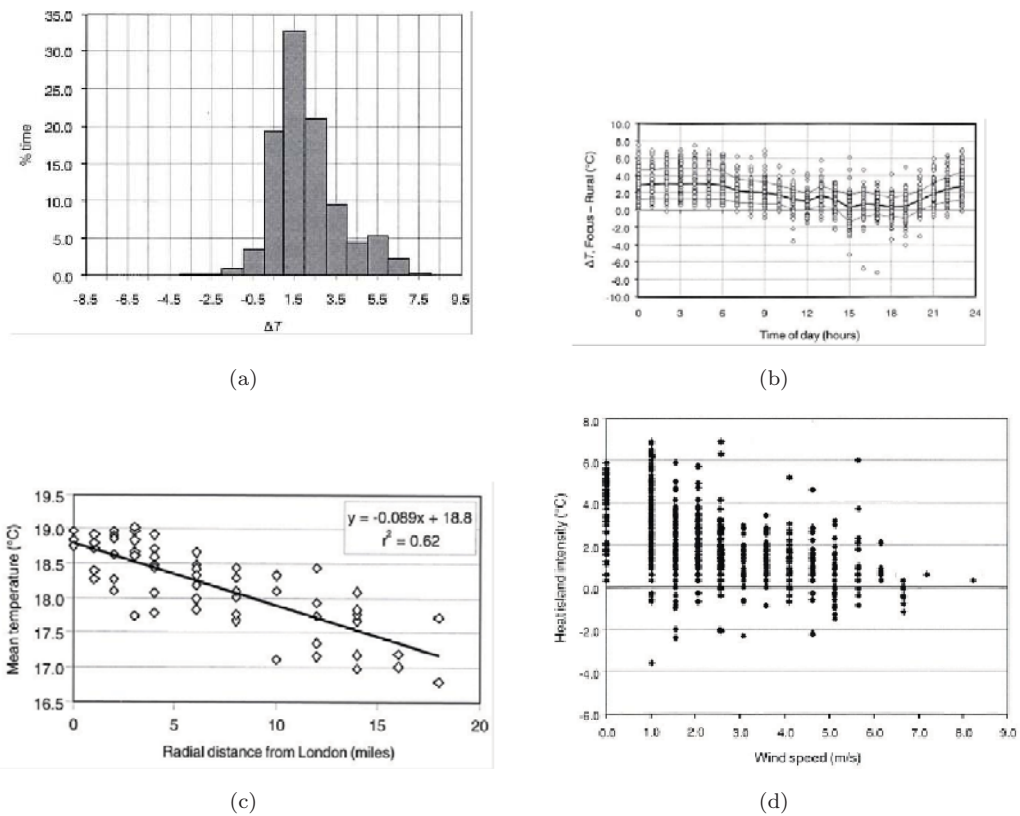 35.0
30.0
25.0
20.0
15.0
10.0
5.0
0.0
% time
-8.5 -6.5 -4.5 -2.5 -0.5 1.5 3.5 5.5 7.5 9.5
ΔT
(a)
10.0
8.0
6.0
4.0
2.0
0.0
-2.0
-4.0
-6.0
-8.0
-10.0
ΔT, Focus – Rural (°C)
0 3 6 9 12 15 18 21 24
Time of day (hours)
(b)
19.5
19.0
18.5
18.0
17.5
17.0
16.5
Mean temperature (°C)
y = -0.089x + 18.8
r² = 0.62
0 5 10 15 20
Radial distance from London (miles)
(c)
8.0
6.0
4.0
2.0
0.0
-2.0
-4.0
-6.0
Heat island intensity (°C)
0.0 1.0 2.0 3.0 4.0 5.0 6.0 7.0 8.0 9.0
Wind speed (m/s)
(d)